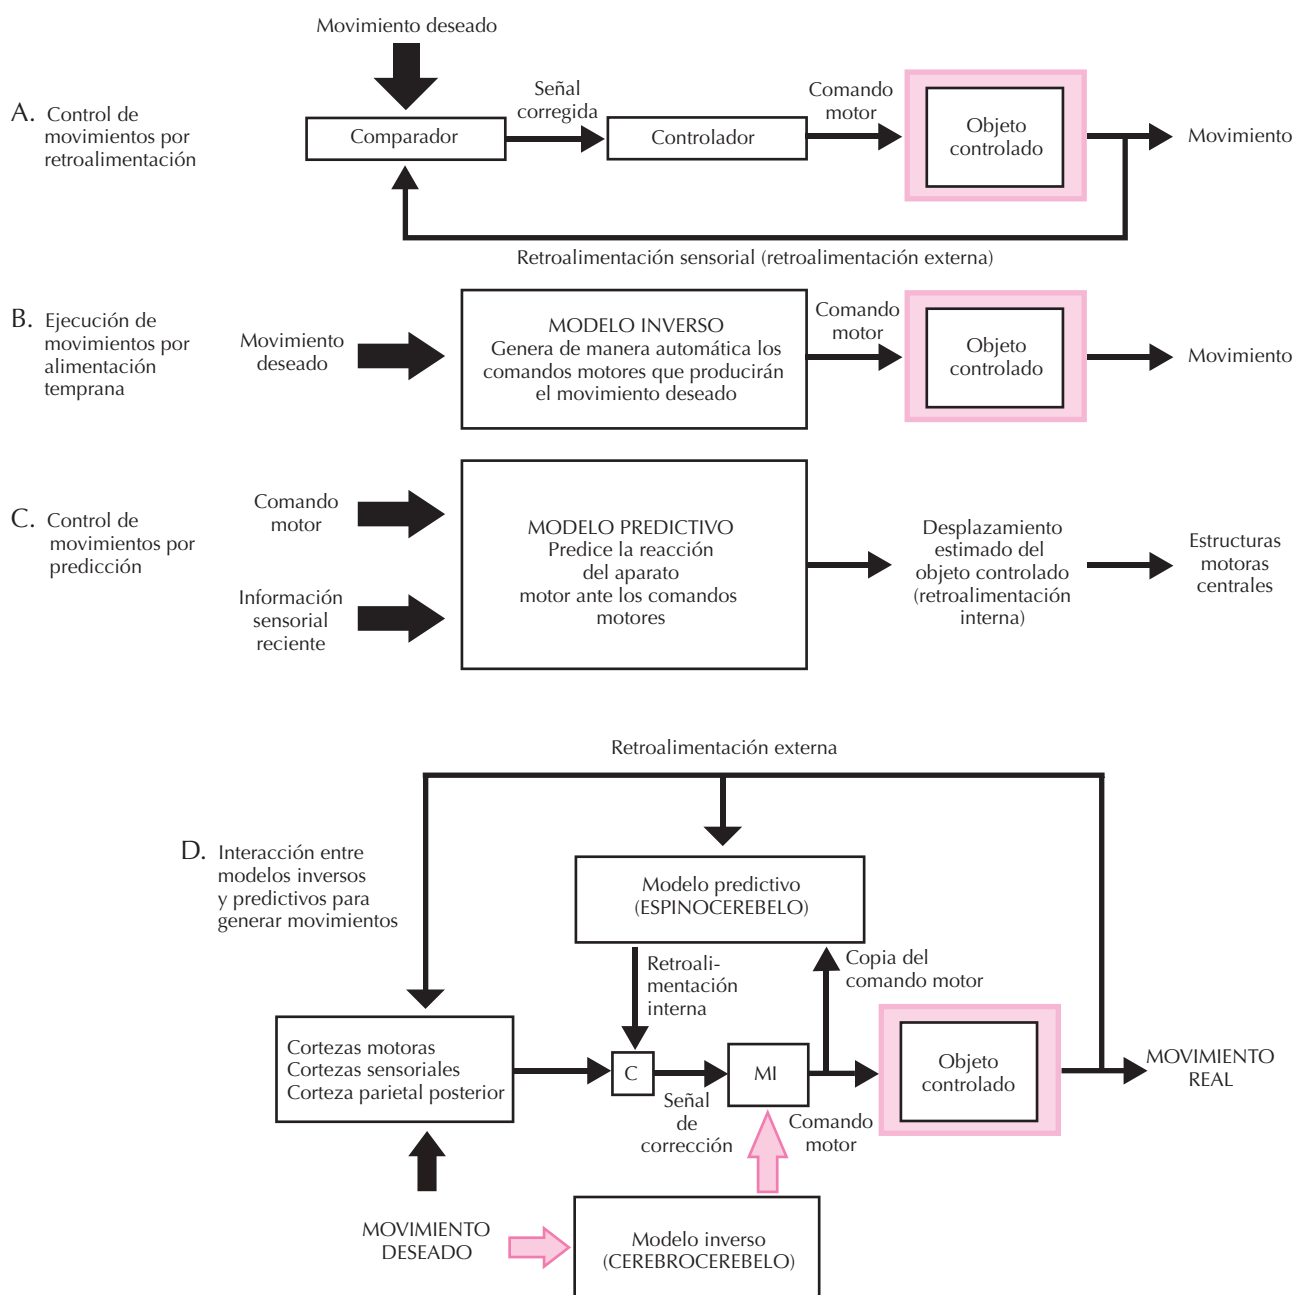 Movimiento deseado
A. Control de
movimientos por
retroalimentación
Comparador
Señal
corregida
Controlador
Comando
motor
Objeto
controlado
Movimiento
Retroalimentación sensorial (retroalimentación externa)
B. Ejecución de
movimientos por
alimentación
temprana
Movimiento
deseado
MODELO INVERSO
Genera de manera automática los
comandos motores que producirán
el movimiento deseado
Comando
motor
Objeto
controlado
Movimiento
C. Control de
movimientos por
predicción
Comando
motor
Información
sensorial
reciente
MODELO PREDICTIVO
Predice la reacción
del aparato
motor ante los comandos
motores
Desplazamiento
estimado del
objeto controlado
(retroalimentación
interna)
Estructuras
motoras
centrales
Retroalimentación externa
D. Interacción entre
modelos inversos
y predictivos para
generar movimientos
Modelo predictivo
(ESPINOCEREBELO)
Retroali-
mentación
interna
Copia del
comando motor
Cortezas motoras
Cortezas sensoriales
Corteza parietal posterior
C
Señal
de
corrección
MI
Comando
motor
Objeto
controlado
MOVIMIENTO
REAL
MOVIMIENTO
DESEADO
Modelo inverso
(CEREBROCEREBELO)